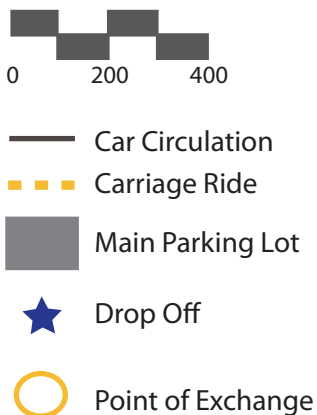 0 200 400
Car Circulation
Carriage Ride
Main Parking Lot
Drop Off
Point of Exchange